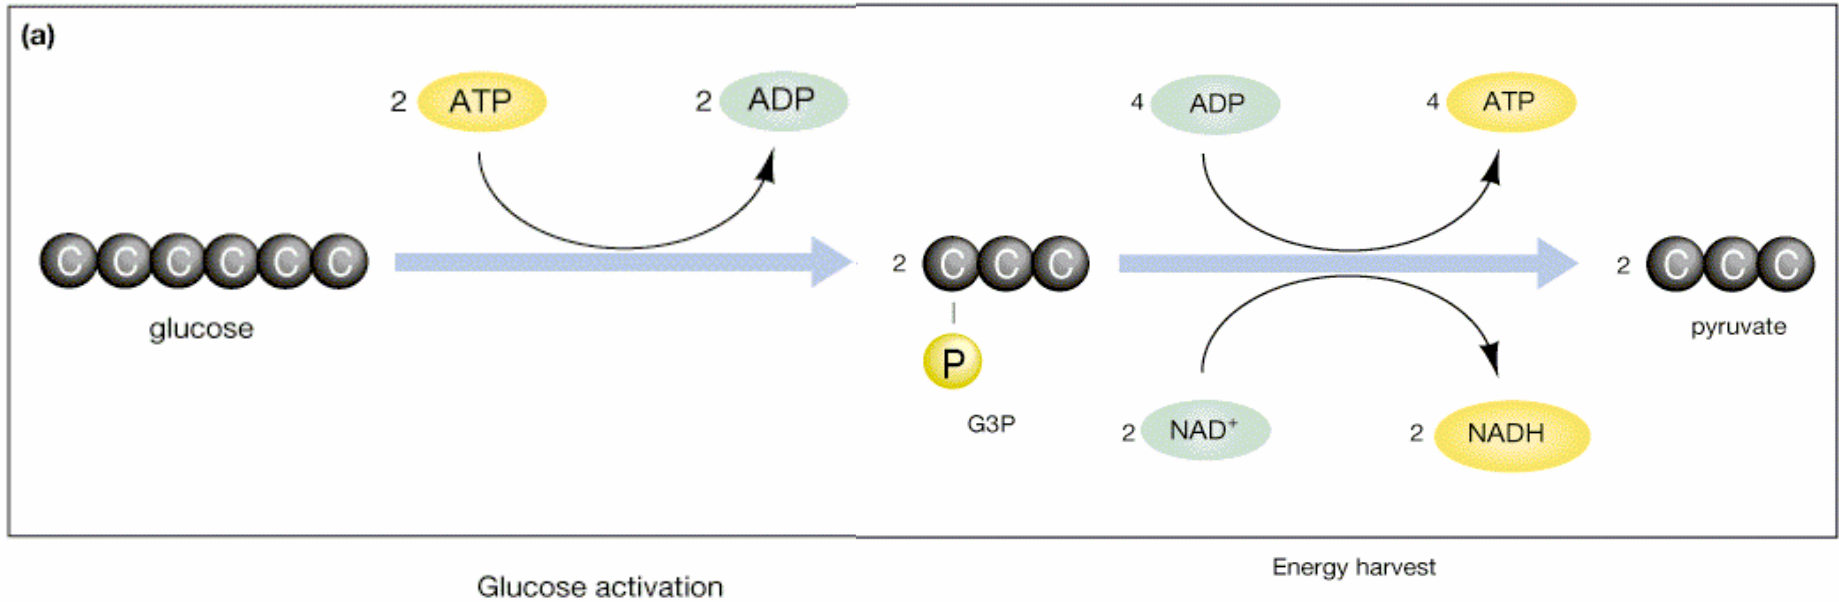 (a)
2 ATP 2 ADP
4 ADP 4 ATP
C C C C C C
glucose
2 C C C
P
G3P
2 C C C
pyruvate
2 NAD+ 2 NADH
Glucose activation
Energy harvest